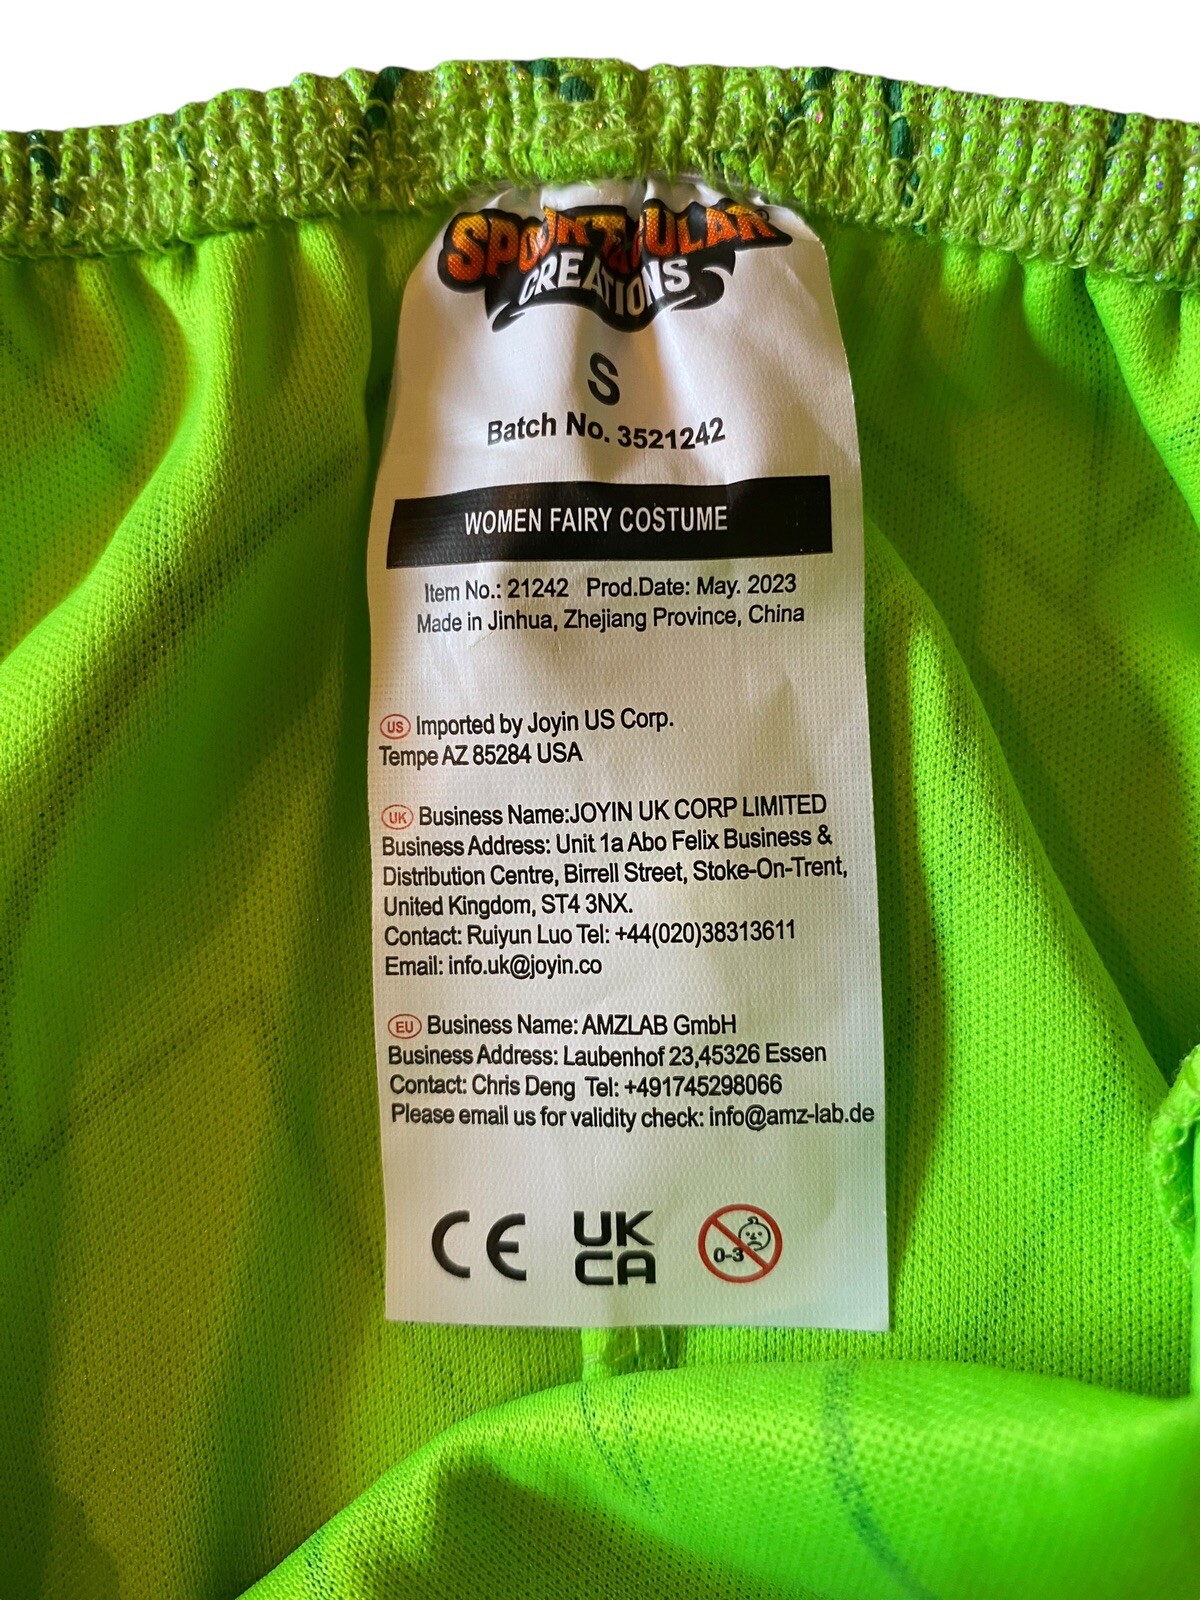 SPOOKTACULAR
CREATIONS
S
Batch No. 3521242
WOMEN FAIRY COSTUME
Item No.: 21242 Prod.Date: May. 2023
Made in Jinhua, Zhejiang Province, China
US Imported by Joyin US Corp.
Tempe AZ 85284 USA
UK Business Name:JOYIN UK CORP LIMITED
Business Address: Unit 1a Abo Felix Business &
Distribution Centre, Birrell Street, Stoke-On-Trent,
United Kingdom, ST4 3NX.
Contact: Ruiyun Luo Tel: +44(020)38313611
Email: info.uk@joyin.co
EU Business Name: AMZLAB GmbH
Business Address: Laubenhof 23,45326 Essen
Contact: Chris Deng Tel: +491745298066
Please email us for validity check: info@amz-lab.de
CE UK
CA 0-3